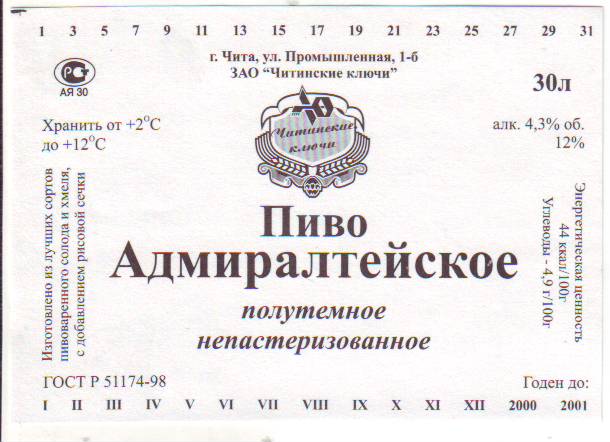 1 3 5 7 9 11 13 15 17 19 21 23 25 27 29 31
г. Чита, ул. Промышленная, 1-б
ЗАО "Читинские ключи"
АЯ 30
30л
Хранить от +2°С
до +12°С
Читинские
ключи
алк. 4,3% об.
12%
Изготовлено из лучших сортов
пивоваренного солода и хмеля,
с добавлением рисовой сечки
Пиво
Адмиралтейское
полутемное
непастеризованное
Энергетическая ценность
44 ккал/100г
Углеводы - 4,9 г/100г
ГОСТ Р 51174-98
Годен до:
I II III IV V VI VII VIII IX X XI XII 2000 2001